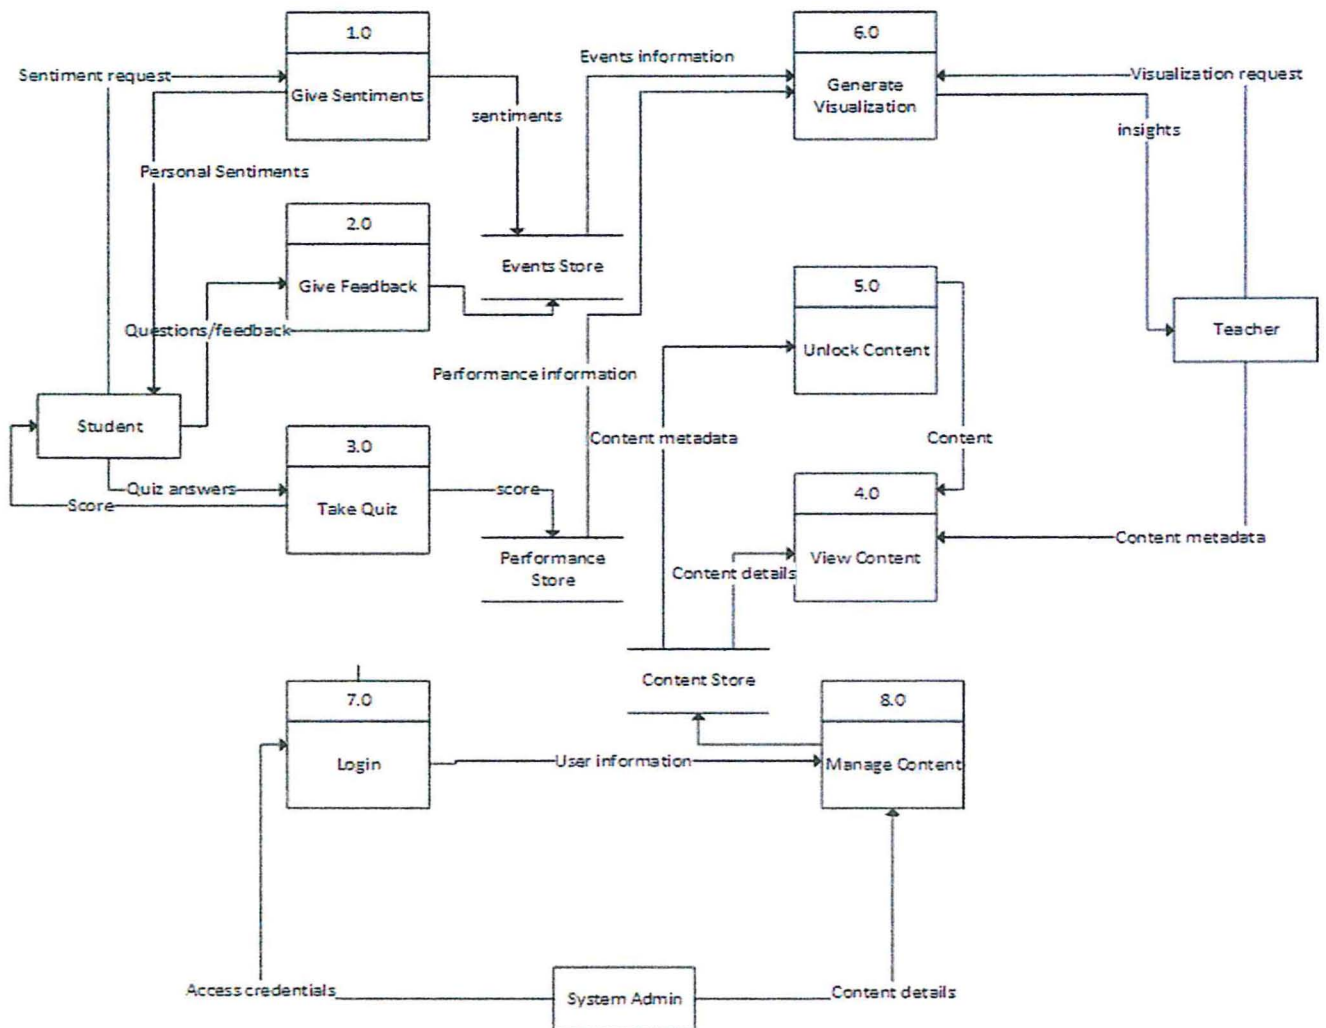 1.0
Give Sentiments
Sentiment request
sentiments
Personal Sentiments
Events information
6.0
Generate
Visualization
Visualization request
insights
2.0
Give Feedback
Questions/feedback
Events Store
5.0
Unlock Content
Teacher
Performance information
Student
3.0
Take Quiz
Quiz answers
Score
score
Performance
Store
Content metadata
Content
4.0
View Content
Content metadata
Content details
Content Store
7.0
Login
User information
8.0
Manage Content
Access credentials
System Admin
Content details